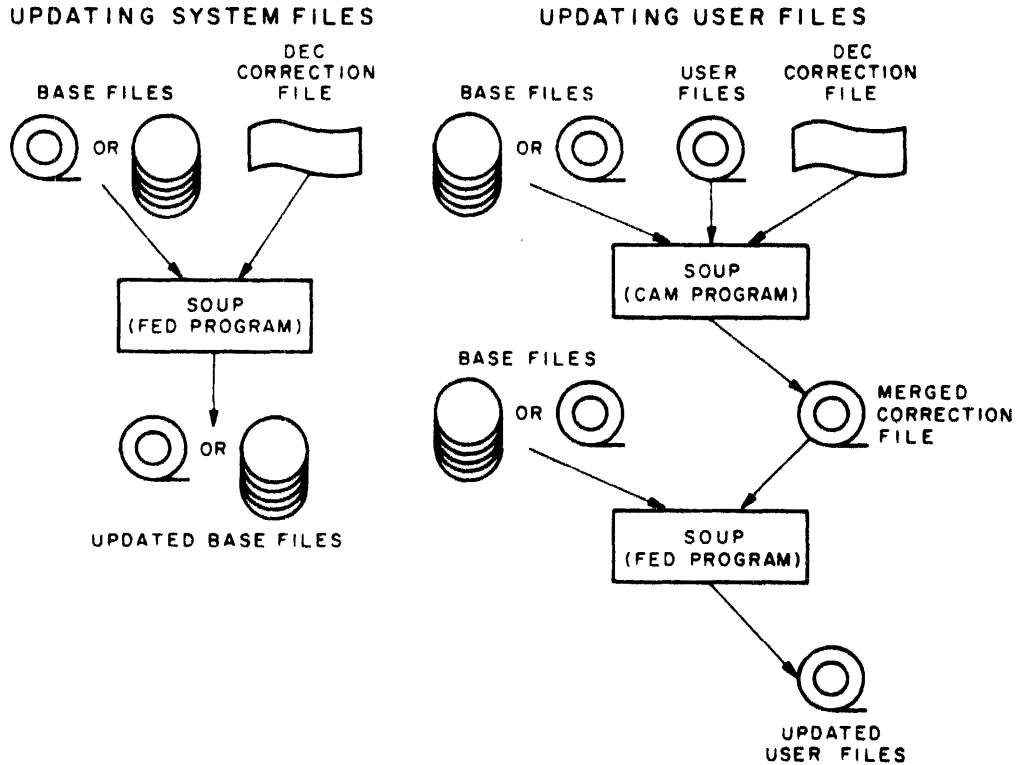 UPDATING SYSTEM FILES
BASE FILES
DEC
CORRECTION
FILE
OR
SOUP
(FED PROGRAM)
OR
UPDATED BASE FILES
UPDATING USER FILES
BASE FILES
USER
FILES
DEC
CORRECTION
FILE
OR
SOUP
(CAM PROGRAM)
BASE FILES
OR
MERGED
CORRECTION
FILE
SOUP
(FED PROGRAM)
UPDATED
USER FILES